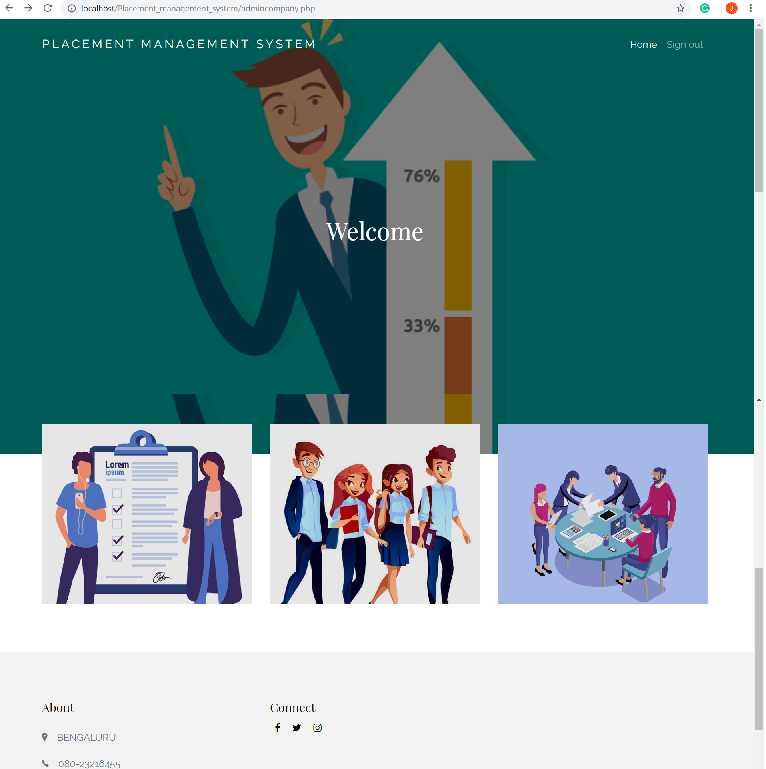 localhost/Placement_management_system/admincompany.php
J
PLACEMENT MANAGEMENT SYSTEM
Home Sign out
76%
Welcome
33%
Lorem
ipsum
About
Connect
BENGALURU
080-23216455